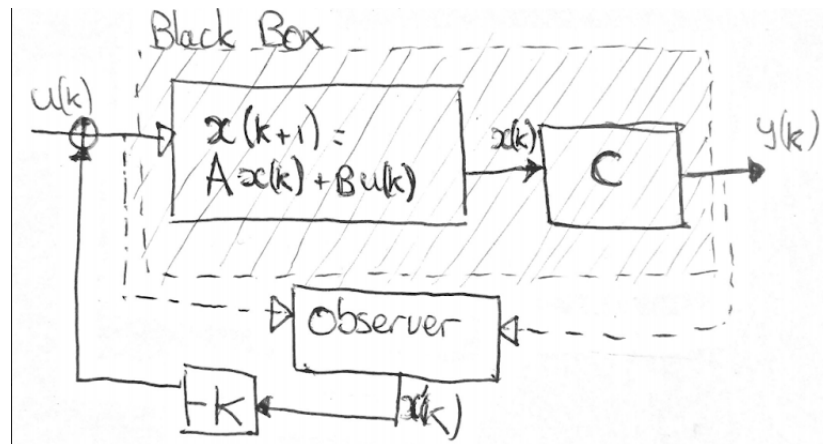 Black Box
u(k)
x(k+1) =
Ax(k) + Bu(k)
x(k)
C
y(k)
Observer
-K
x̂(k)